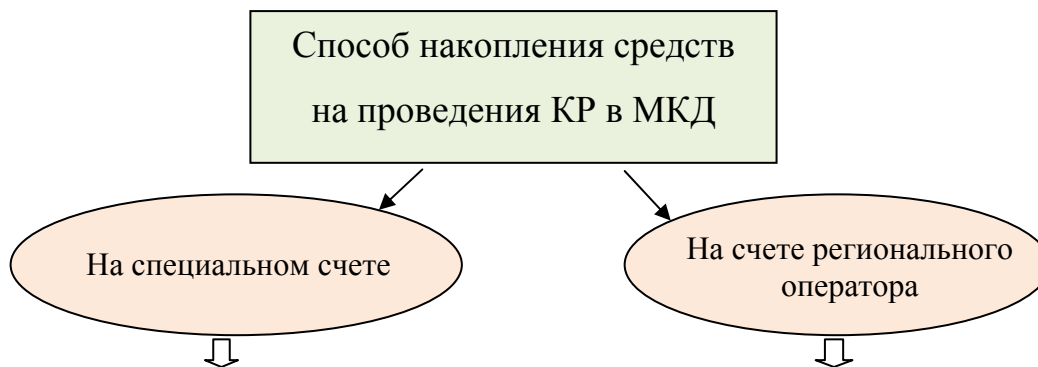 Способ накопления средств
на проведения КР в МКД
На специальном счете
На счете регионального
оператора